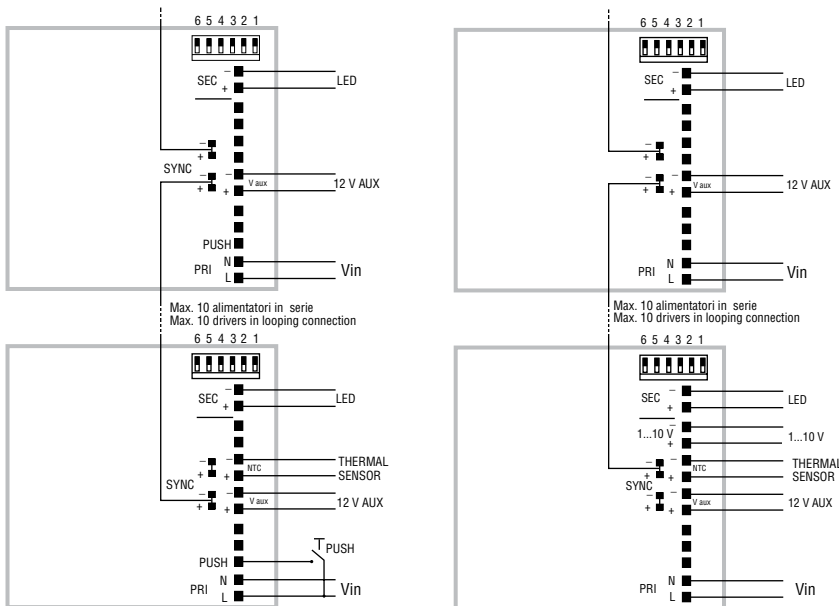 6 5 4 3 2 1
SEC
−
+
LED
−
+
SYNC
−
+
−
+
V aux
12 V AUX
PUSH
PRI
N
L
Vin
Max. 10 alimentatori in serie
Max. 10 drivers in looping connection
6 5 4 3 2 1
SEC
−
+
LED
−
+
SYNC
−
+
−
+
NTC
THERMAL
SENSOR
−
+
V aux
12 V AUX
PUSH
PUSH
PRI
N
L
Vin
6 5 4 3 2 1
SEC
−
+
LED
−
+
−
+
−
+
V aux
12 V AUX
PRI
N
L
Vin
Max. 10 alimentatori in serie
Max. 10 drivers in looping connection
6 5 4 3 2 1
SEC
−
+
LED
1...10 V
−
+
1...10 V
−
+
SYNC
−
+
−
+
NTC
THERMAL
SENSOR
−
+
V aux
12 V AUX
PRI
N
L
Vin